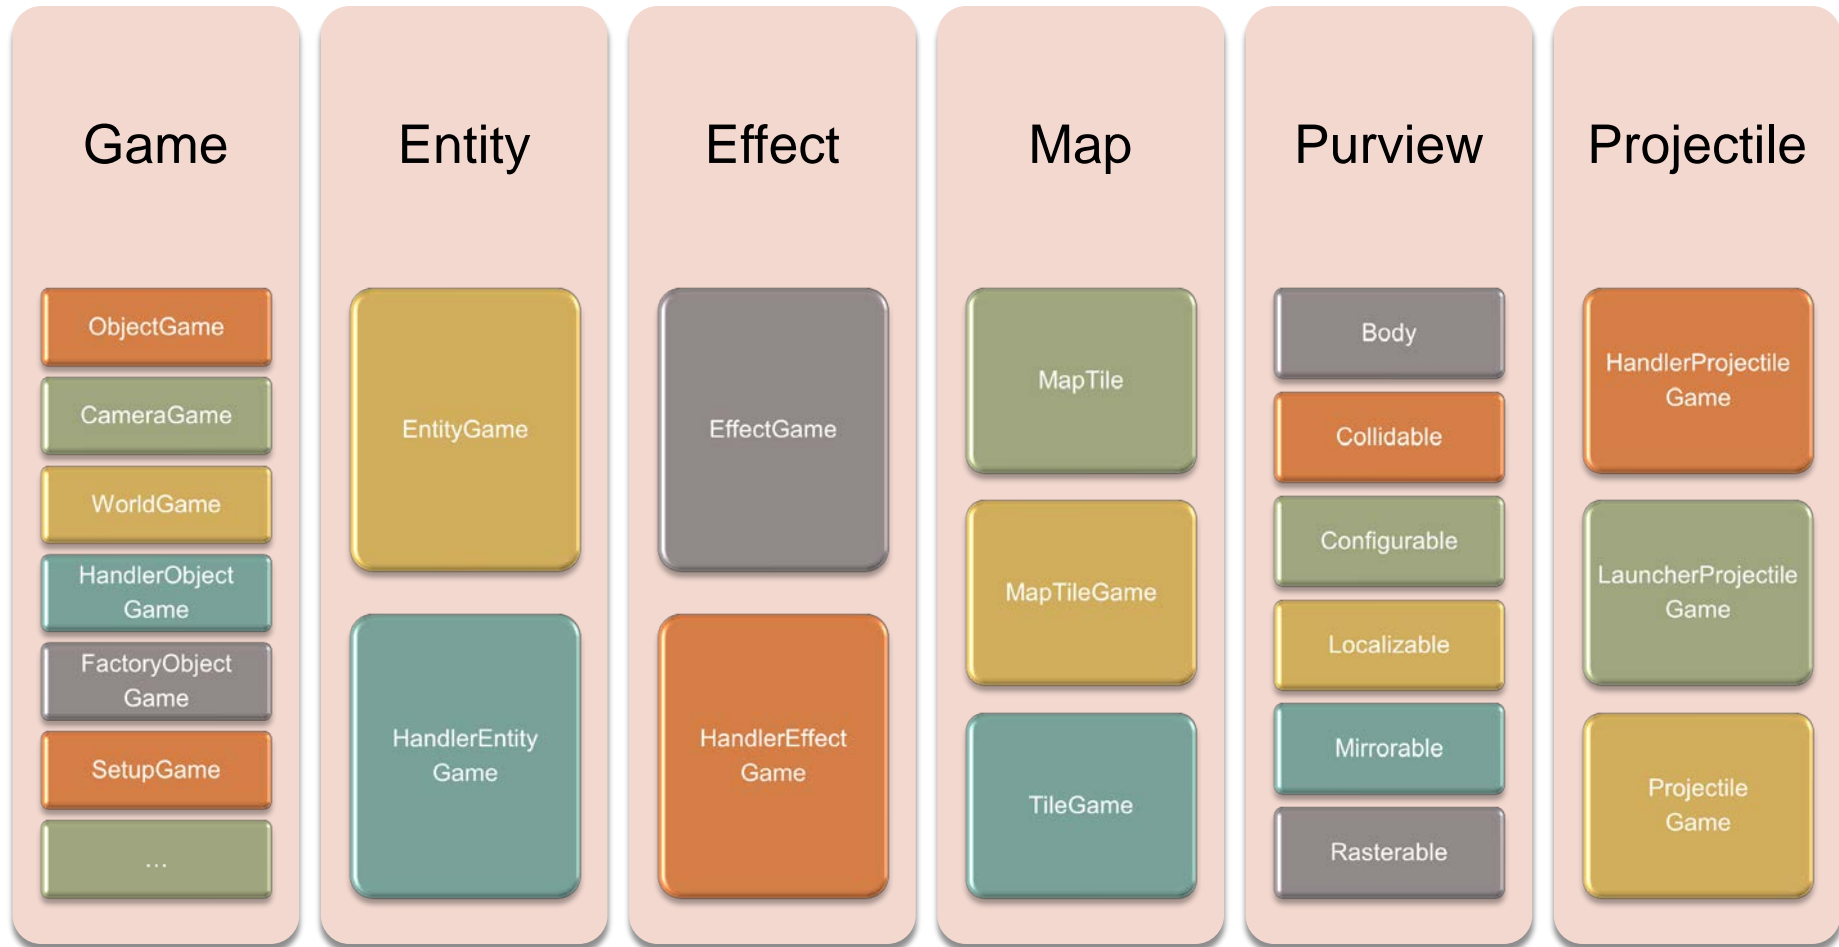 Game
ObjectGame
CameraGame
WorldGame
HandlerObject
Game
FactoryObject
Game
SetupGame
...
Entity
EntityGame
HandlerEntity
Game
Effect
EffectGame
HandlerEffect
Game
Map
MapTile
MapTileGame
TileGame
Purview
Body
Collidable
Configurable
Localizable
Mirrorable
Rasterable
Projectile
HandlerProjectile
Game
LauncherProjectile
Game
Projectile
Game